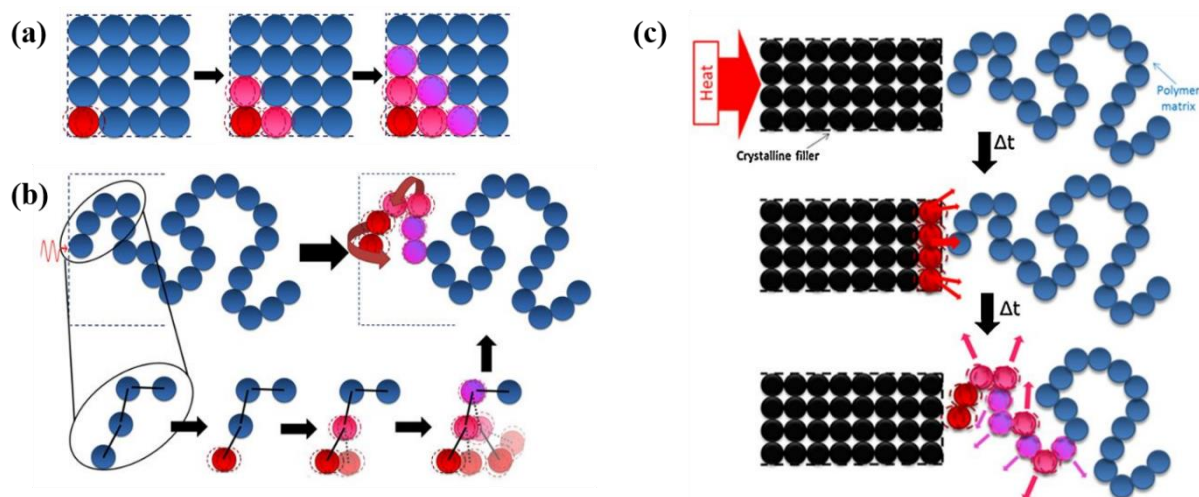 (a)
(b)
(c)
Heat
Crystalline filler
Polymer
matrix
Δt
Δt